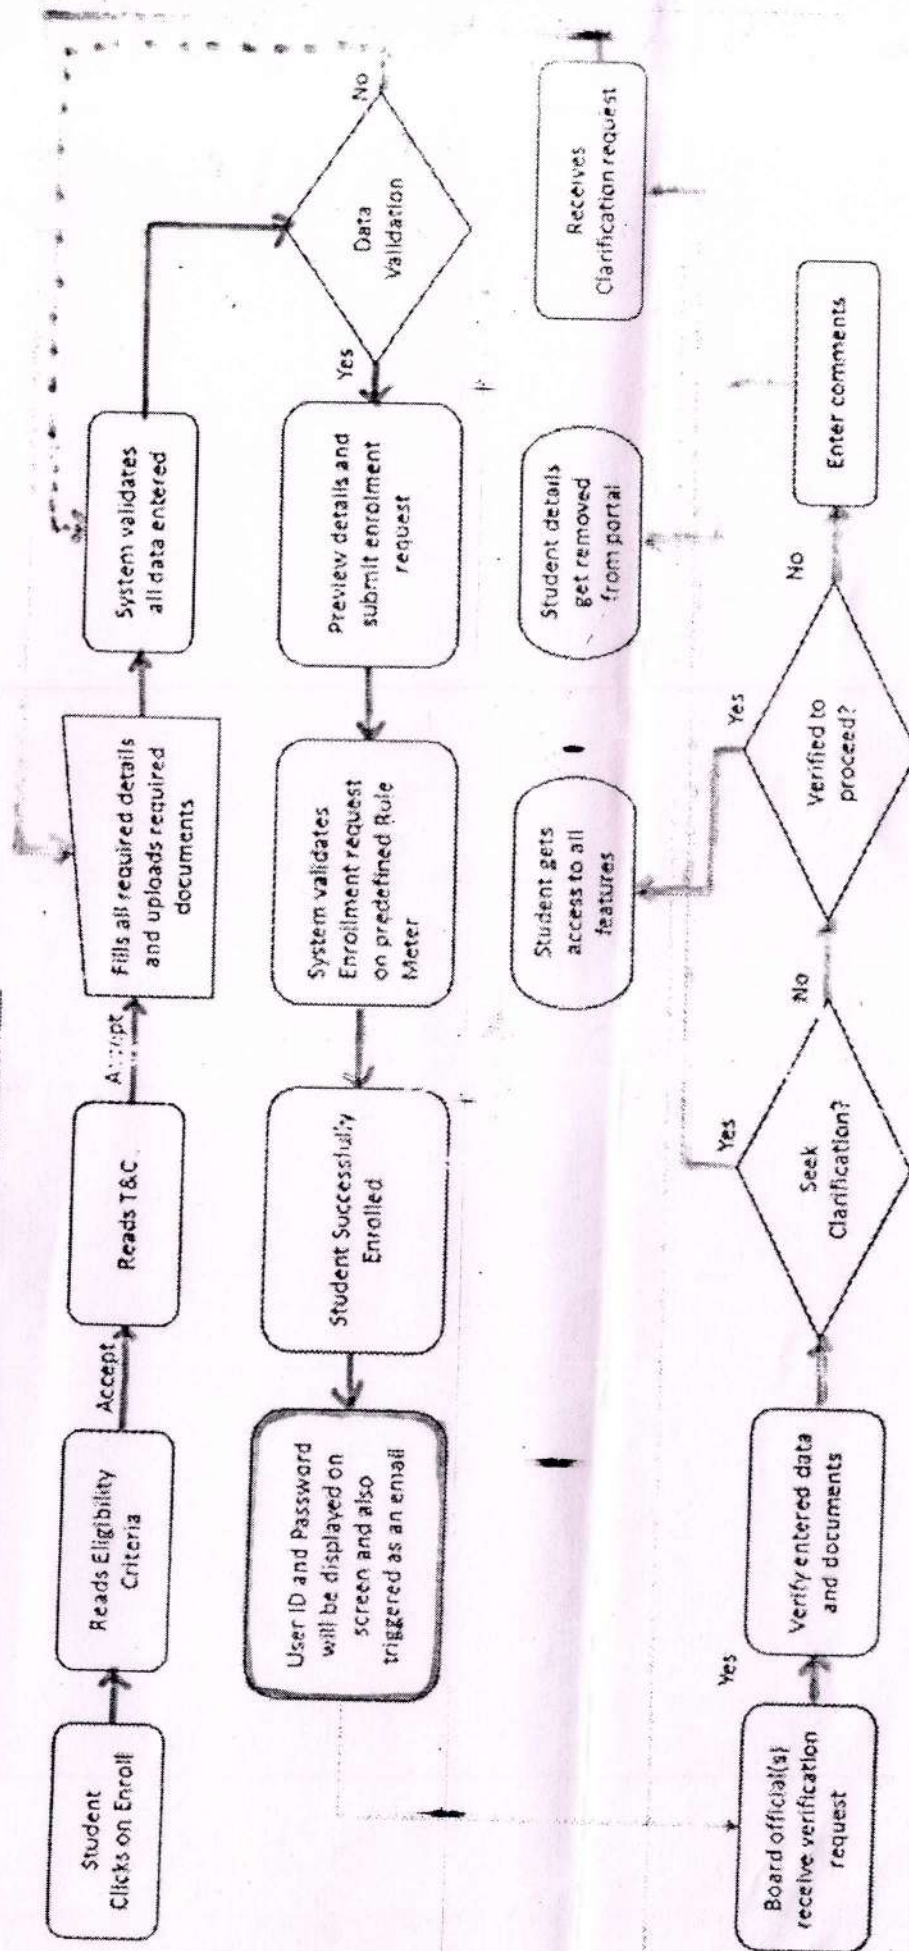 Student
Clicks on Enroll
Reads Eligibility
Criteria
Accept
Reads T&C
Accept
Fills all required details
and uploads required
documents
System validates
all data entered
Data
Validation
No
Yes
Preview details and
submit enrolment
request
System validates
Enrollment request
on predefined Rule
Meter
Student Successfully
Enrolled
User ID and Password
will be displayed on
screen and also
triggered as an email
Student gets
access to all
features
Student details
get removed
from portal
Receives
Clarification request
Board official(s)
receive verification
request
Yes
Verify entered data
and documents
Seek
Clarification?
Yes
No
Verified to
proceed?
Yes
No
Enter comments